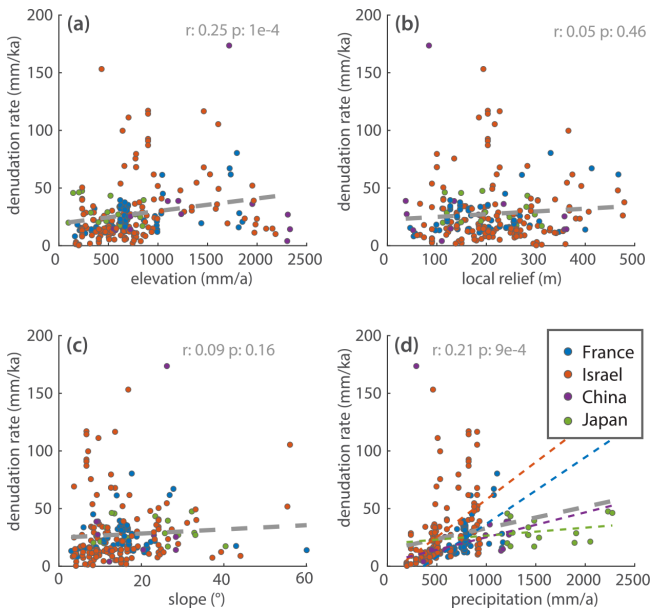 (a)
r: 0.25 p: 1e-4
denudation rate (mm/ka)
200
150
100
50
0
0 500 1000 1500 2000 2500
elevation (mm/a)
(b)
r: 0.05 p: 0.46
denudation rate (mm/ka)
200
150
100
50
0
0 100 200 300 400 500
local relief (m)
(c)
r: 0.09 p: 0.16
denudation rate (mm/ka)
200
150
100
50
0
0 20 40 60
slope (°)
(d)
r: 0.21 p: 9e-4
France
Israel
China
Japan
denudation rate (mm/ka)
200
150
100
50
0
0 500 1000 1500 2000 2500
precipitation (mm/a)